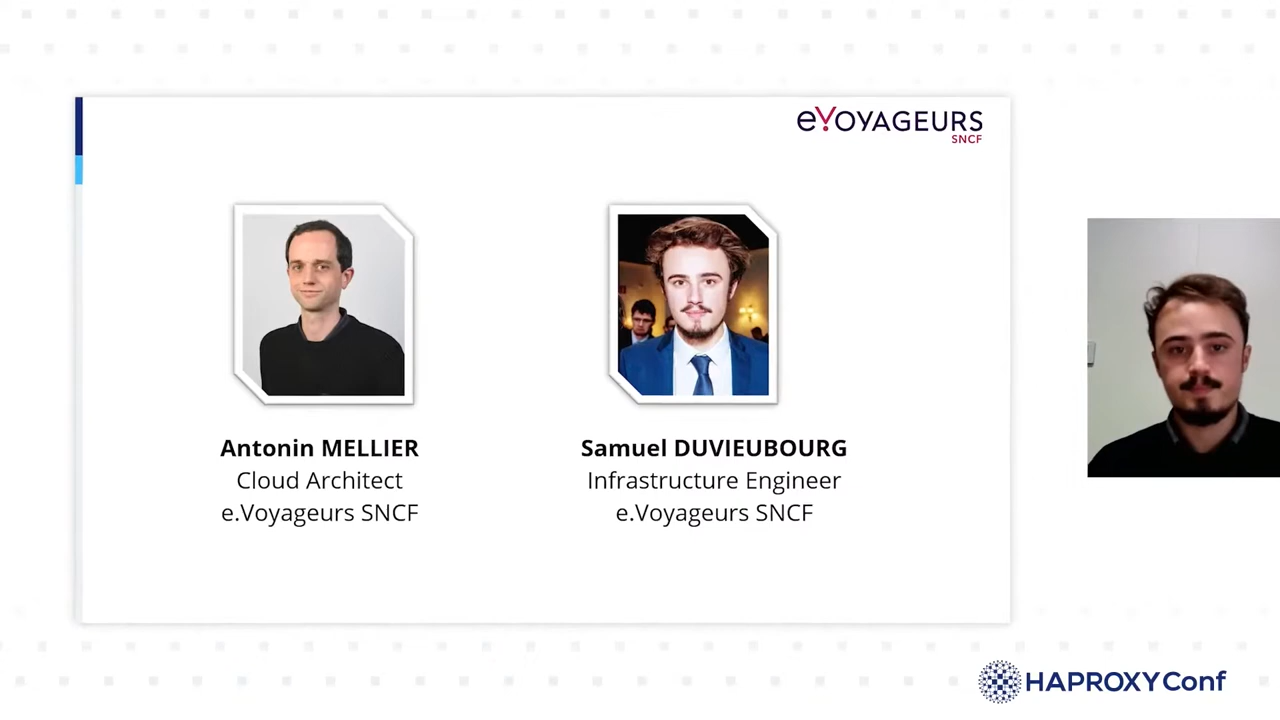 eVOYAGEURS
SNCF
Antonin MELLIER
Cloud Architect
e.Voyageurs SNCF
Samuel DUVIEUBOURG
Infrastructure Engineer
e.Voyageurs SNCF
HAPROXYConf